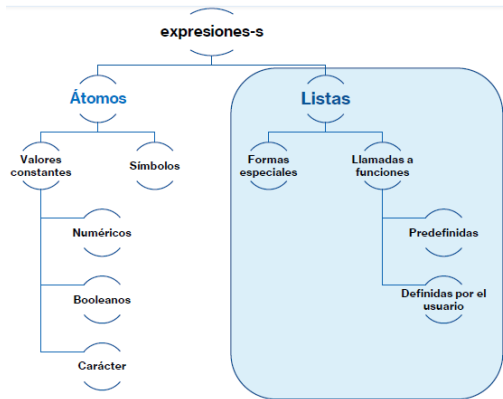 expresiones-s
Átomos
Listas
Valores
constantes
Símbolos
Formas
especiales
Llamadas a
funciones
Numéricos
Predefinidas
Booleanos
Definidas por el
usuario
Carácter